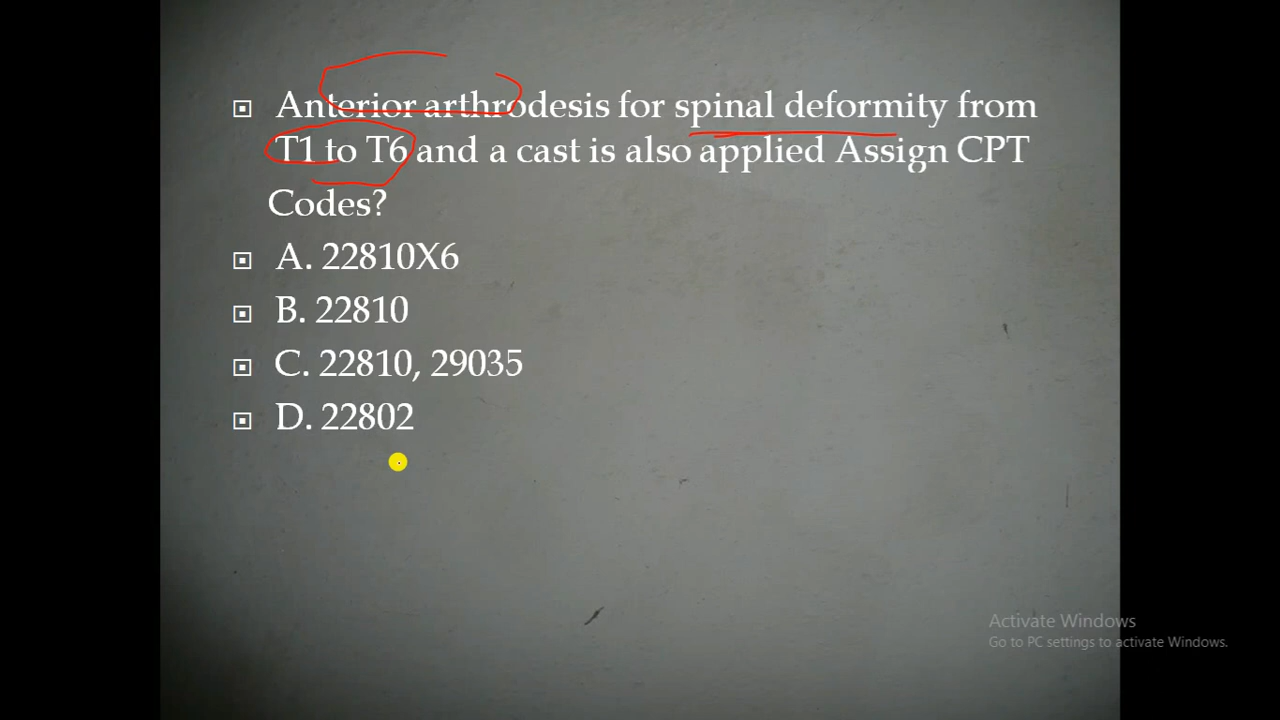 Anterior arthrodesis for spinal deformity from
T1 to T6 and a cast is also applied Assign CPT
Codes?
A. 22810X6
B. 22810
C. 22810, 29035
D. 22802
Activate Windows
Go to PC settings to activate Windows.